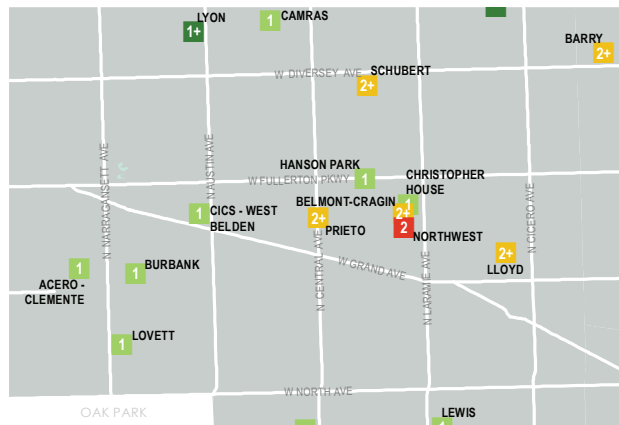 LYON
1+
CAMRAS
1
BARRY
2+
W DIVERSEY AVE
SCHUBERT
2+
N NARRAGANSETT AVE
N AUSTIN AVE
HANSON PARK
1
W FULLERTON PKWY
CHRISTOPHER
HOUSE
1
BELMONT-CRAGIN
2+
1
CICS - WEST
BELDEN
2+
PRIETO
2
NORTHWEST
N CICERO AVE
N CENTRAL AVE
N LARAMIE AVE
W GRAND AVE
2+
LLOYD
1
ACERO -
CLEMENTE
1
BURBANK
1
LOVETT
W NORTH AVE
OAK PARK
LEWIS
1